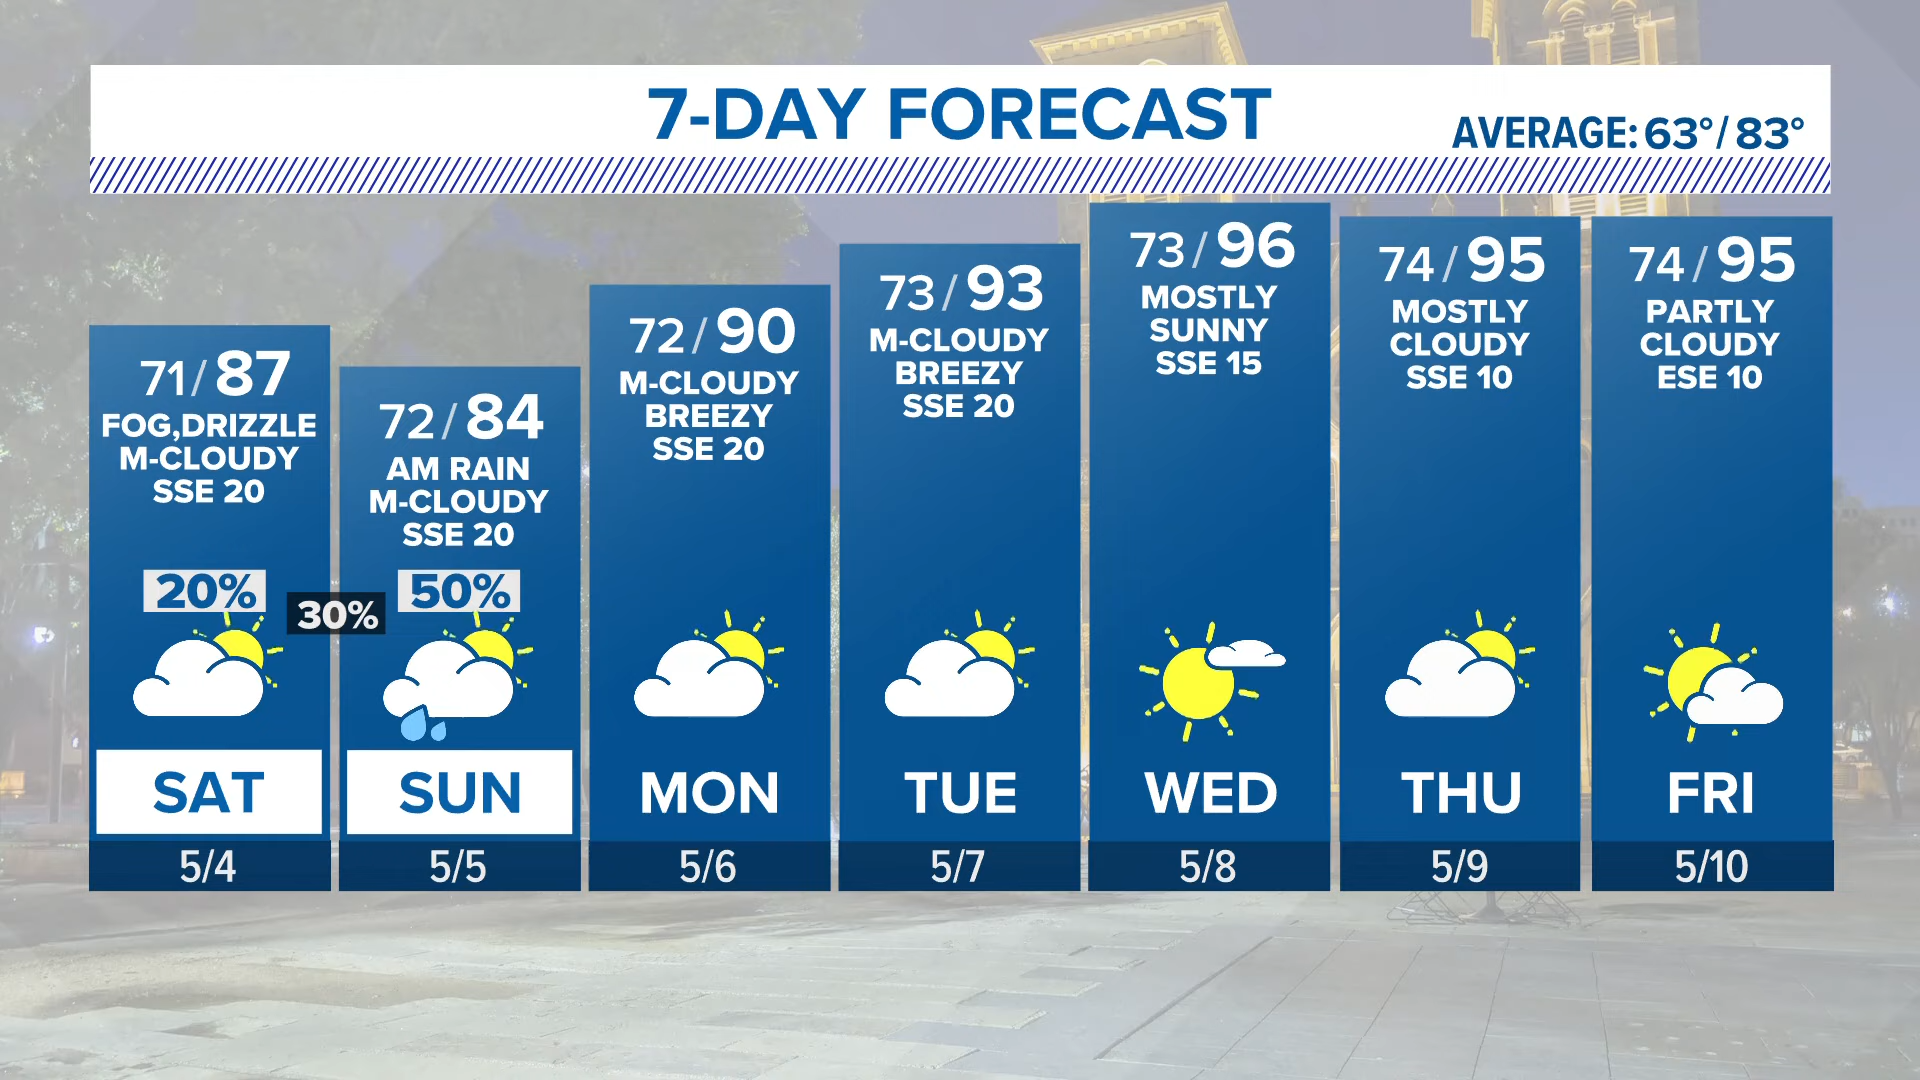 7-DAY FORECAST
AVERAGE: 63°/ 83°
71/87
FOG,DRIZZLE
M-CLOUDY
SSE 20
20%
SAT
5/4
30%
72/84
AM RAIN
M-CLOUDY
SSE 20
50%
SUN
5/5
72/90
M-CLOUDY
BREEZY
SSE 20
MON
5/6
73/93
M-CLOUDY
BREEZY
SSE 20
TUE
5/7
73/96
MOSTLY
SUNNY
SSE 15
WED
5/8
74/95
MOSTLY
CLOUDY
SSE 10
THU
5/9
74/95
PARTLY
CLOUDY
ESE 10
FRI
5/10